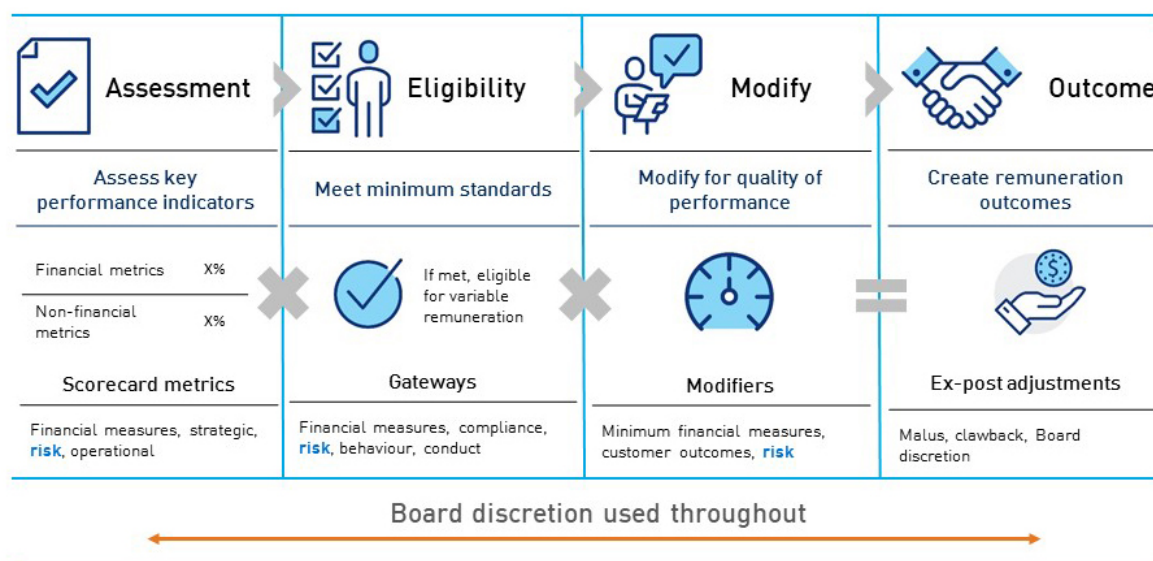 Assessment
Eligibility
Modify
Outcome
Assess key
performance indicators
Meet minimum standards
Modify for quality of
performance
Create remuneration
outcomes
Financial metrics X%
Non-financial
metrics X%
If met, eligible
for variable
remuneration
$
Scorecard metrics
Gateways
Modifiers
Ex-post adjustments
Financial measures, strategic,
risk, operational
Financial measures, compliance,
risk, behaviour, conduct
Minimum financial measures,
customer outcomes, risk
Malus, clawback, Board
discretion
Board discretion used throughout